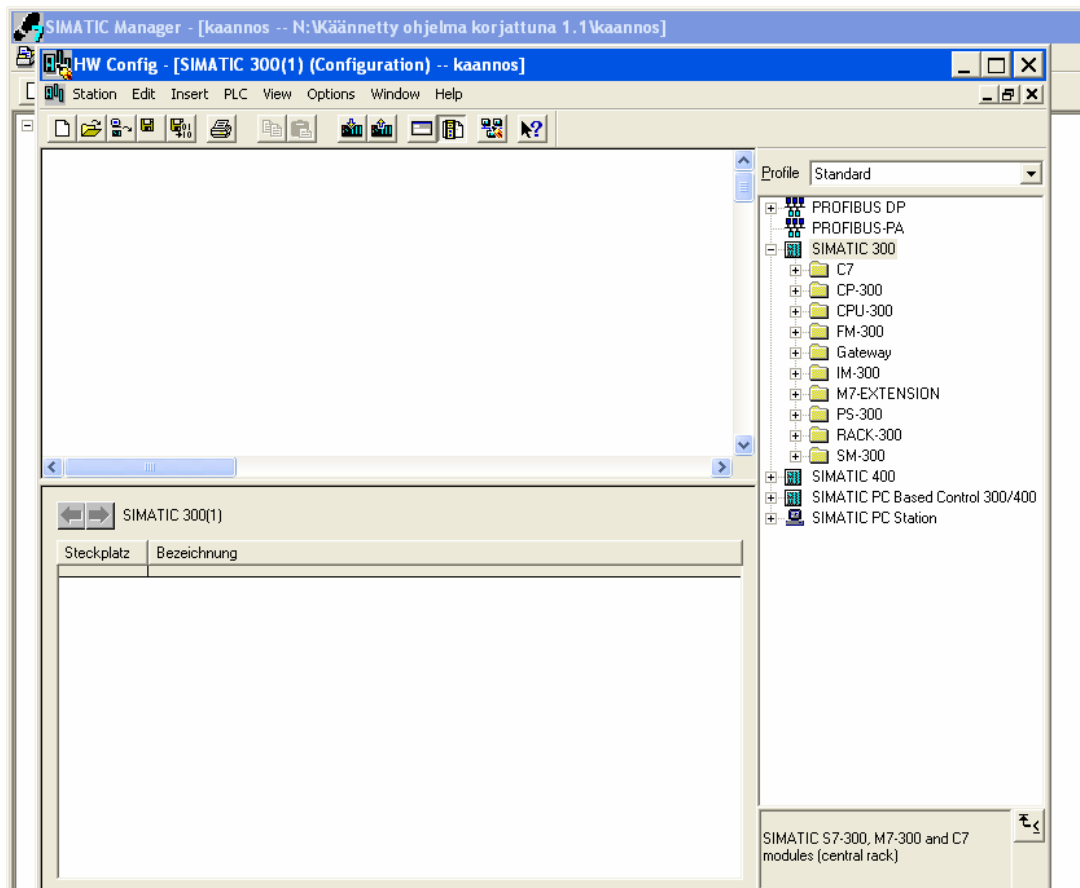 SIMATIC Manager - [kaannos -- N:\Käännetty ohjelma korjattuna 1.1\kaannos]
HW Config - [SIMATIC 300(1) (Configuration) -- kaannos]
Station Edit Insert PLC View Options Window Help
Profile Standard
PROFIBUS DP
PROFIBUS-PA
SIMATIC 300
C7
CP-300
CPU-300
FM-300
Gateway
IM-300
M7-EXTENSION
PS-300
RACK-300
SM-300
SIMATIC 400
SIMATIC PC Based Control 300/400
SIMATIC PC Station
SIMATIC 300(1)
Steckplatz Bezeichnung
SIMATIC S7-300, M7-300 and C7
modules (central rack)